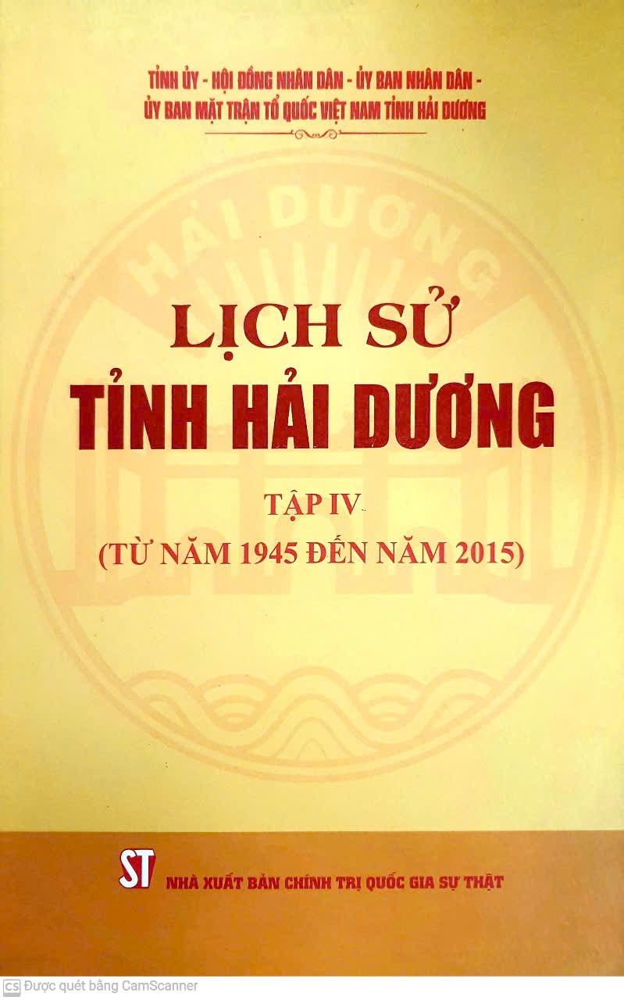 TỈNH ỦY - HỘI ĐỒNG NHÂN DÂN - ỦY BAN NHÂN DÂN -
ỦY BAN MẶT TRẬN TỔ QUỐC VIỆT NAM TỈNH HẢI DƯƠNG
HẢI DƯƠNG
LỊCH SỬ
TỈNH HẢI DƯƠNG
TẬP IV
(TỪ NĂM 1945 ĐẾN NĂM 2015)
ST NHÀ XUẤT BẢN CHÍNH TRỊ QUỐC GIA SỰ THẬT
CS Được quét bằng CamScanner